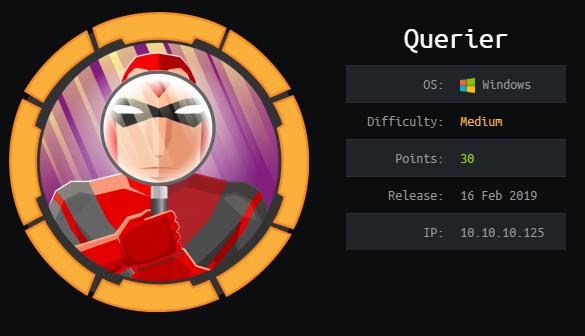 Querier
OS: Windows
Difficulty: Medium
Points: 30
Release: 16 Feb 2019
IP: 10.10.10.125